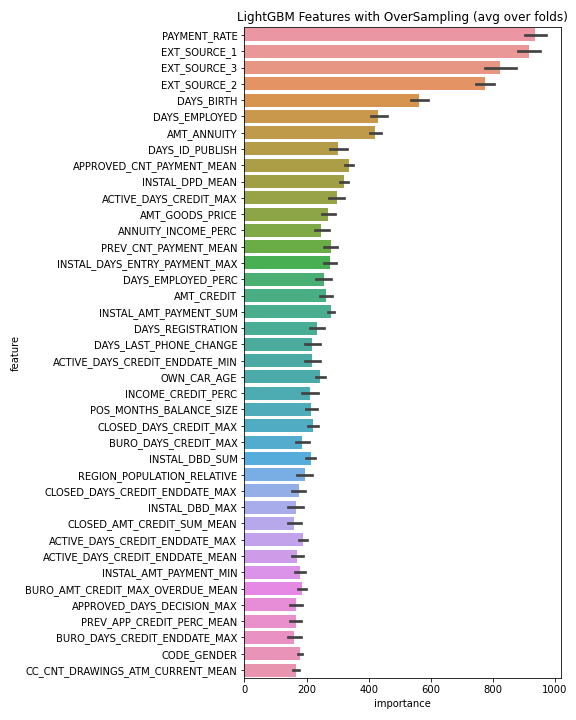 LightGBM Features with OverSampling (avg over folds)
PAYMENT_RATE
EXT_SOURCE_1
EXT_SOURCE_3
EXT_SOURCE_2
DAYS_BIRTH
DAYS_EMPLOYED
AMT_ANNUITY
DAYS_ID_PUBLISH
APPROVED_CNT_PAYMENT_MEAN
INSTAL_DPD_MEAN
ACTIVE_DAYS_CREDIT_MAX
AMT_GOODS_PRICE
ANNUITY_INCOME_PERC
PREV_CNT_PAYMENT_MEAN
INSTAL_DAYS_ENTRY_PAYMENT_MAX
DAYS_EMPLOYED_PERC
AMT_CREDIT
INSTAL_AMT_PAYMENT_SUM
DAYS_REGISTRATION
DAYS_LAST_PHONE_CHANGE
ACTIVE_DAYS_CREDIT_ENDDATE_MIN
OWN_CAR_AGE
INCOME_CREDIT_PERC
POS_MONTHS_BALANCE_SIZE
CLOSED_DAYS_CREDIT_MAX
BURO_DAYS_CREDIT_MAX
INSTAL_DBD_SUM
REGION_POPULATION_RELATIVE
CLOSED_DAYS_CREDIT_ENDDATE_MAX
INSTAL_DBD_MAX
CLOSED_AMT_CREDIT_SUM_MEAN
ACTIVE_DAYS_CREDIT_ENDDATE_MAX
ACTIVE_DAYS_CREDIT_ENDDATE_MEAN
INSTAL_AMT_PAYMENT_MIN
BURO_AMT_CREDIT_MAX_OVERDUE_MEAN
APPROVED_DAYS_DECISION_MAX
PREV_APP_CREDIT_PERC_MEAN
BURO_DAYS_CREDIT_ENDDATE_MAX
CODE_GENDER
CC_CNT_DRAWINGS_ATM_CURRENT_MEAN
feature
0 200 400 600 800 1000
importance